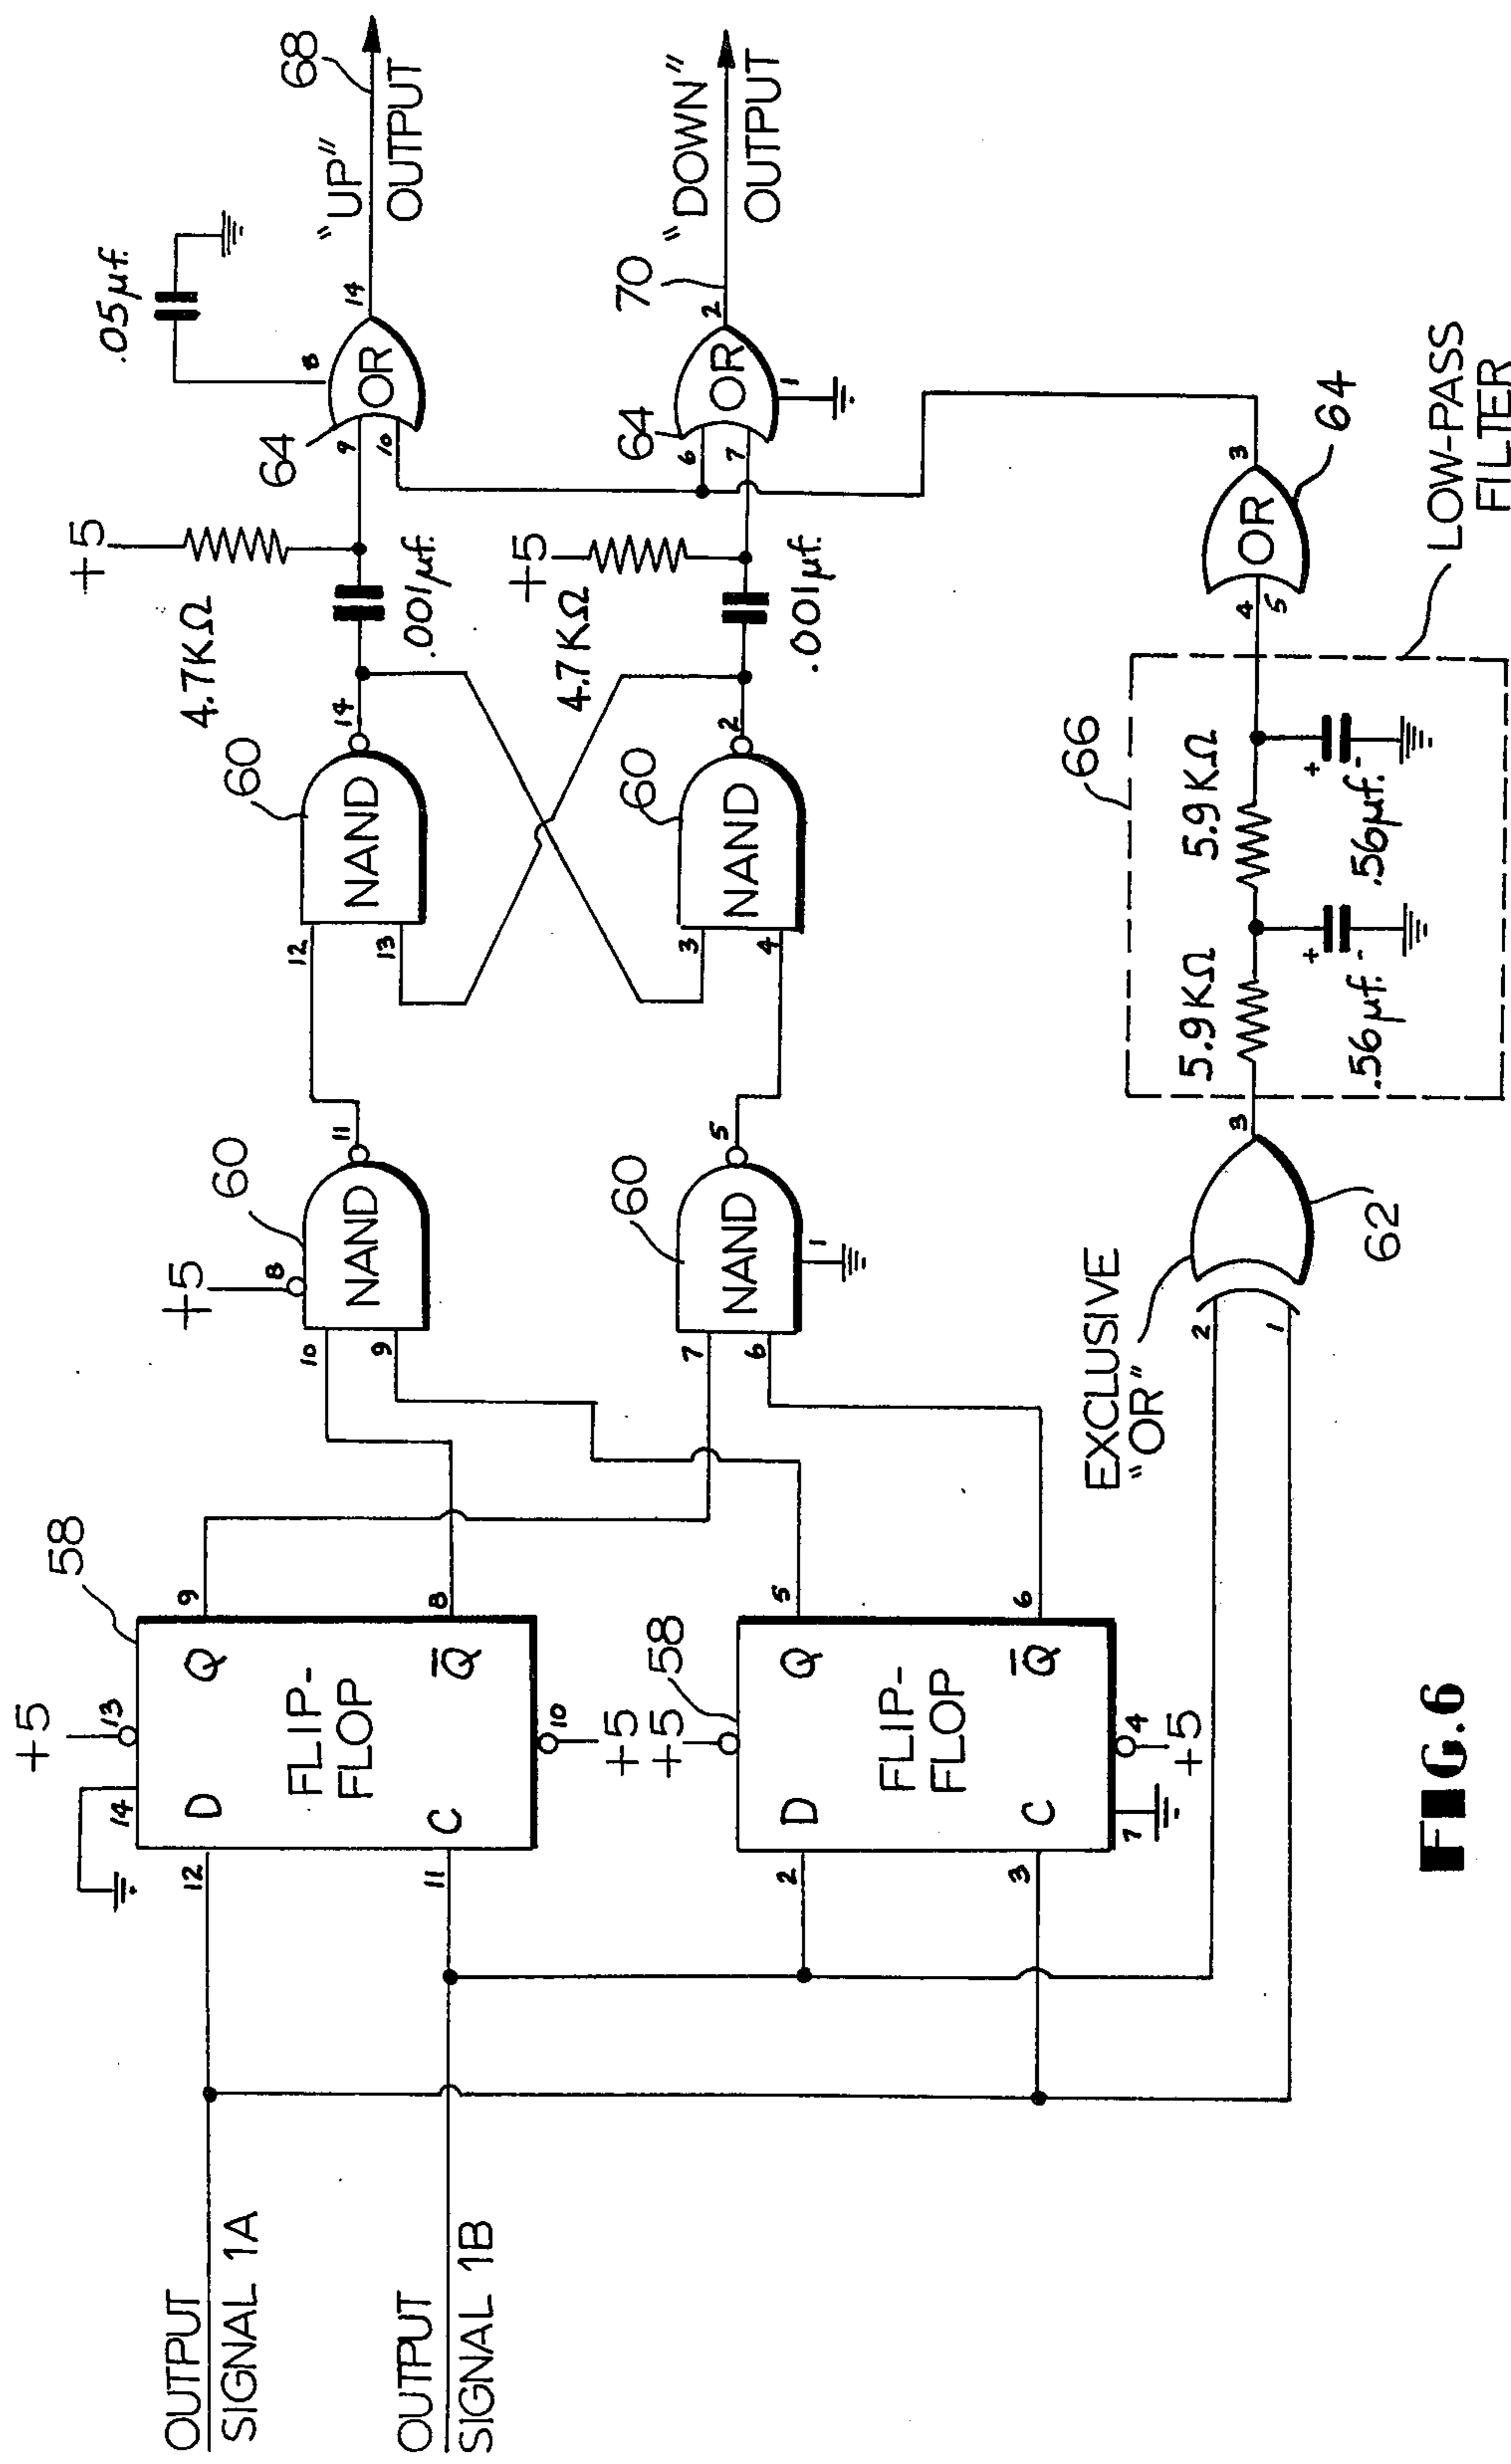 OUTPUT
SIGNAL 1A
OUTPUT
SIGNAL 1B
+5
14
13
58
12
D
Q
9
FLIP-
FLOP
11
C
Q̅
8
10
+5
+5
58
2
D
Q
5
FLIP-
FLOP
3
C
Q̅
6
7
4
+5
+5
8
60
10
9
NAND
11
60
7
6
NAND
5
1
12
13
60
NAND
14
3
4
60
NAND
2
+5
4.7KΩ
.001µf.
+5
4.7KΩ
.001µf.
64
9
10
OR
8
14
.05µf.
68
"UP"
OUTPUT
64
6
7
OR
1
2
70
"DOWN"
OUTPUT
EXCLUSIVE
"OR"
2
1
62
3
66
5.9KΩ
5.9KΩ
+
-
.56µf.
+
-
.56µf.
4
5
OR
3
64
LOW-PASS
FILTER
FIG.6